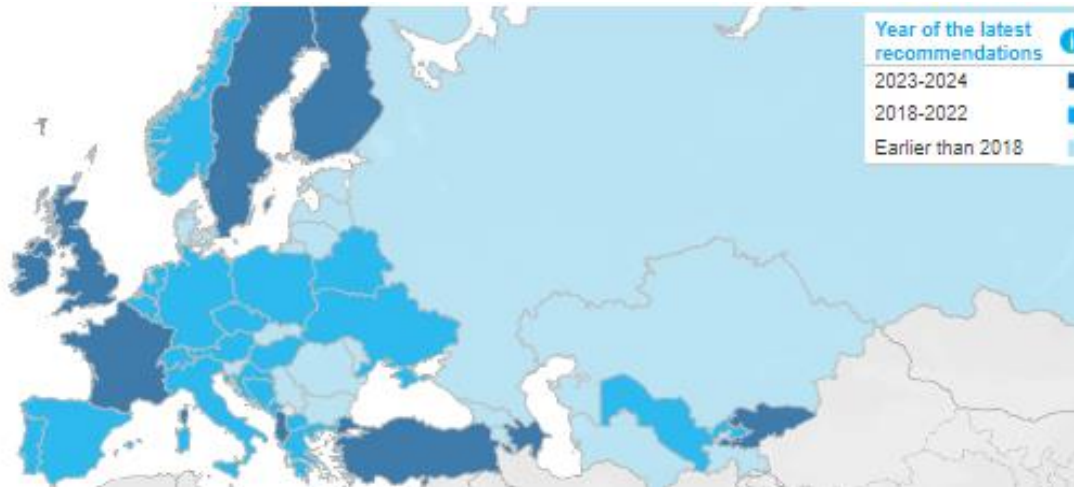 Year of the latest
recommendations
2023-2024
2018-2022
Earlier than 2018